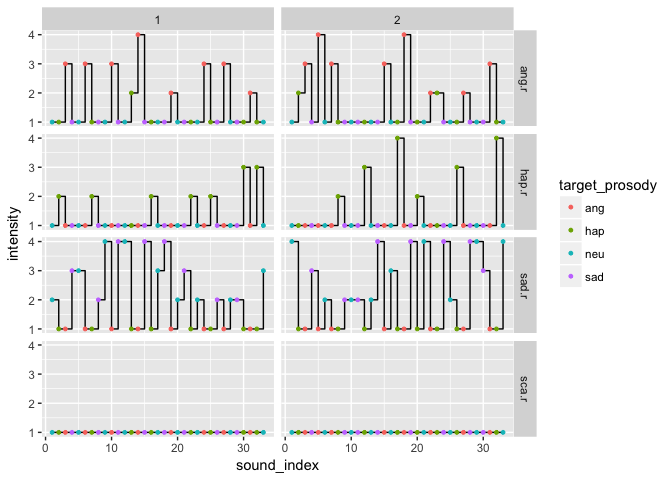 1 2
4
3
2
1
ang.r
4
3
2
1
hap.r
4
3
2
1
sad.r
4
3
2
1
sca.r
0 10 20 30 0 10 20 30
sound_index
intensity
target_prosody
ang
hap
neu
sad